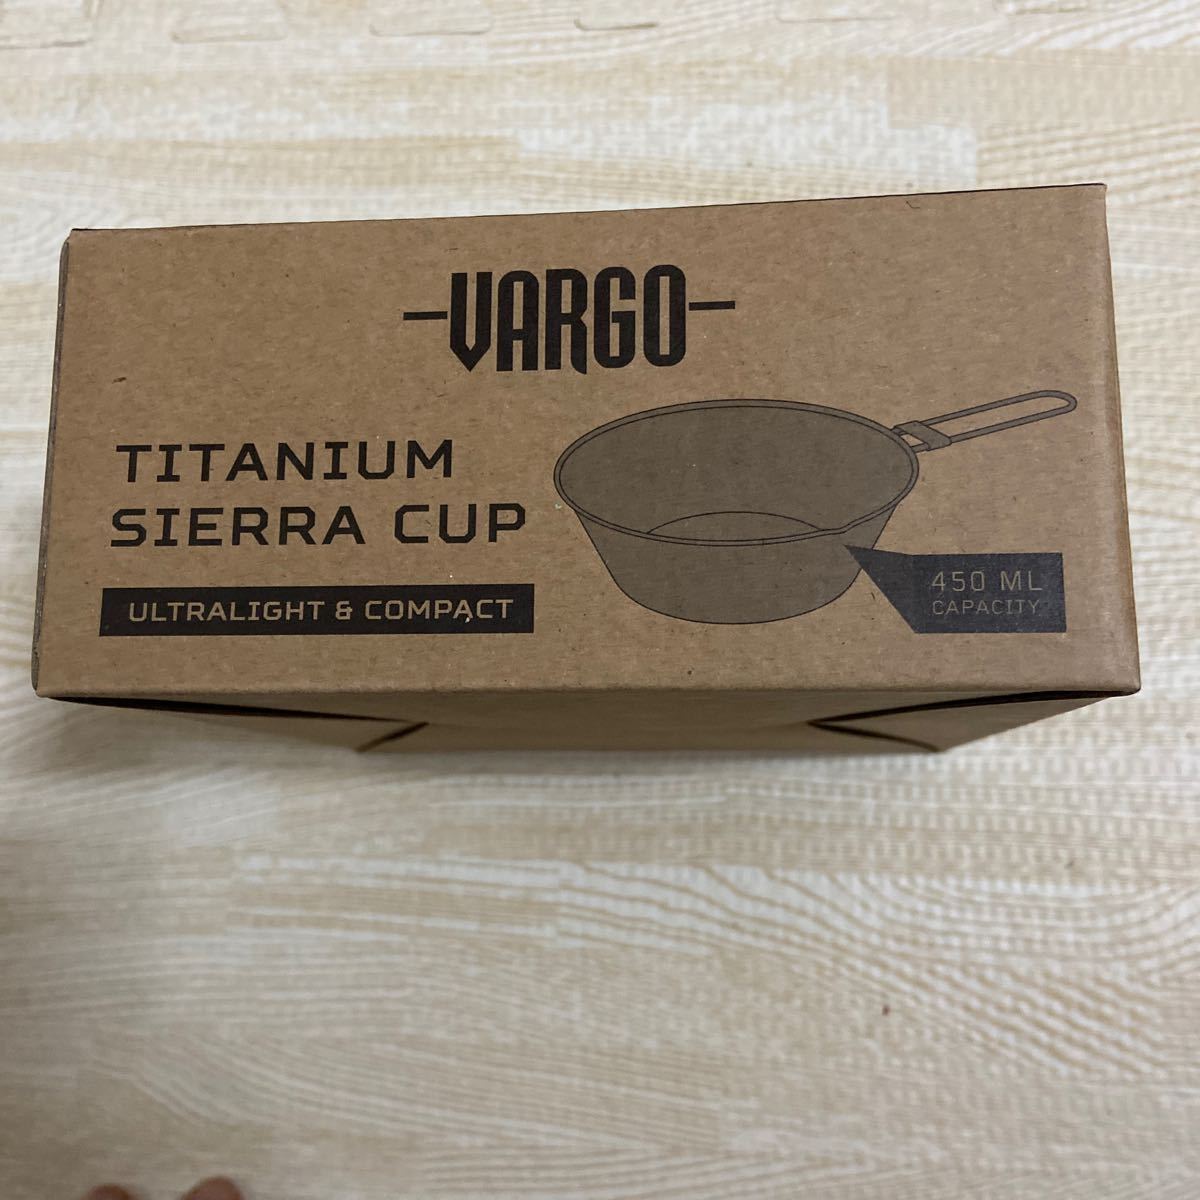 VARGO
TITANIUM
SIERRA CUP
ULTRALIGHT & COMPACT
450 ML
CAPACITY